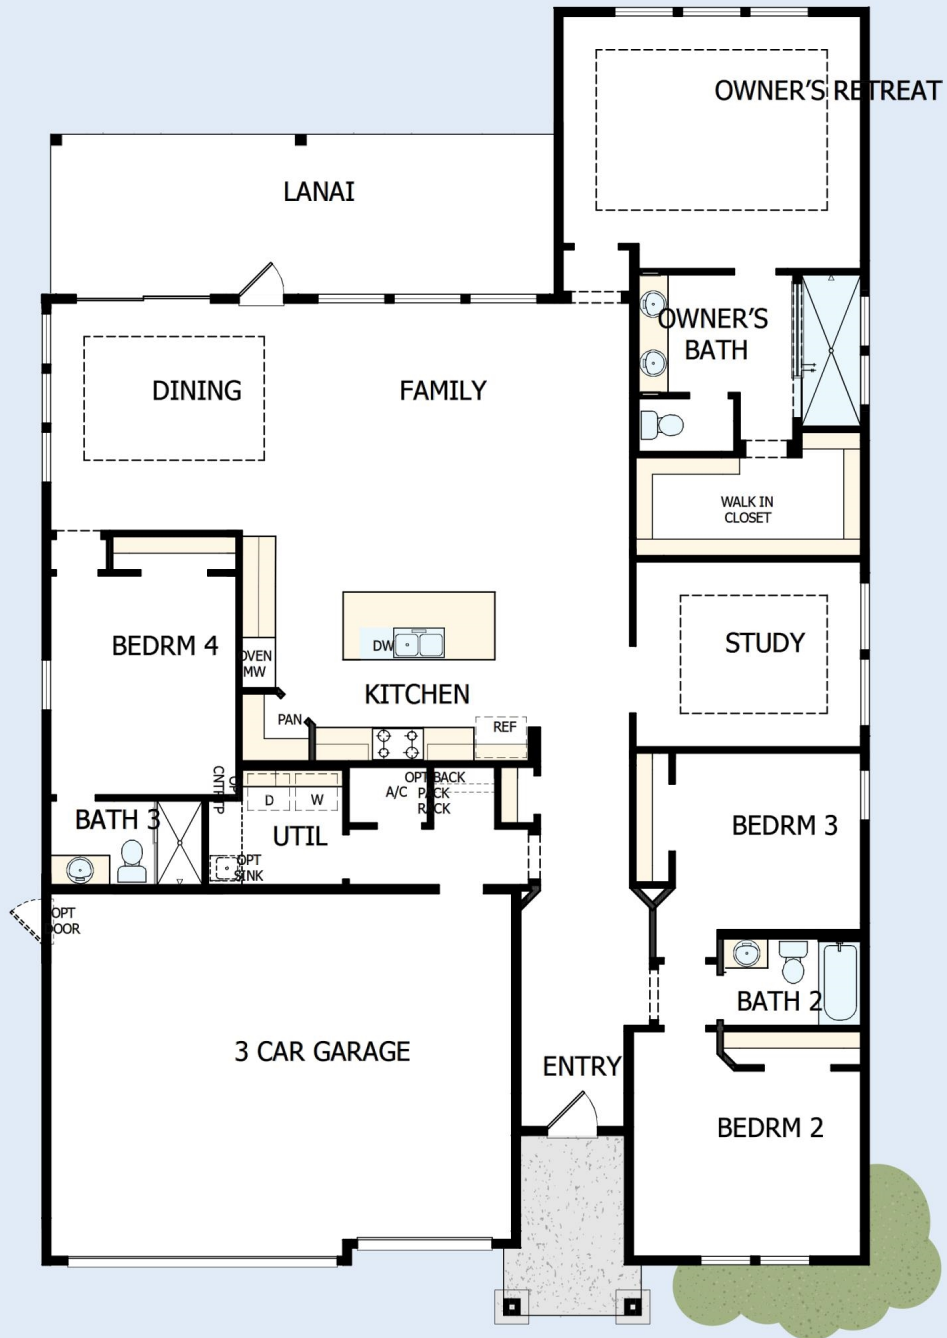 OWNER'S RETREAT
LANAI
OWNER'S
BATH
DINING
FAMILY
WALK IN
CLOSET
BEDRM 4
DW
STUDY
OVEN
MW
KITCHEN
PAN
REF
OPT
CNTRTP
D
W
A/C
OPT BACK
PACK
RACK
BATH 3
UTIL
BEDRM 3
OPT
SINK
OPT
DOOR
BATH 2
3 CAR GARAGE
ENTRY
BEDRM 2